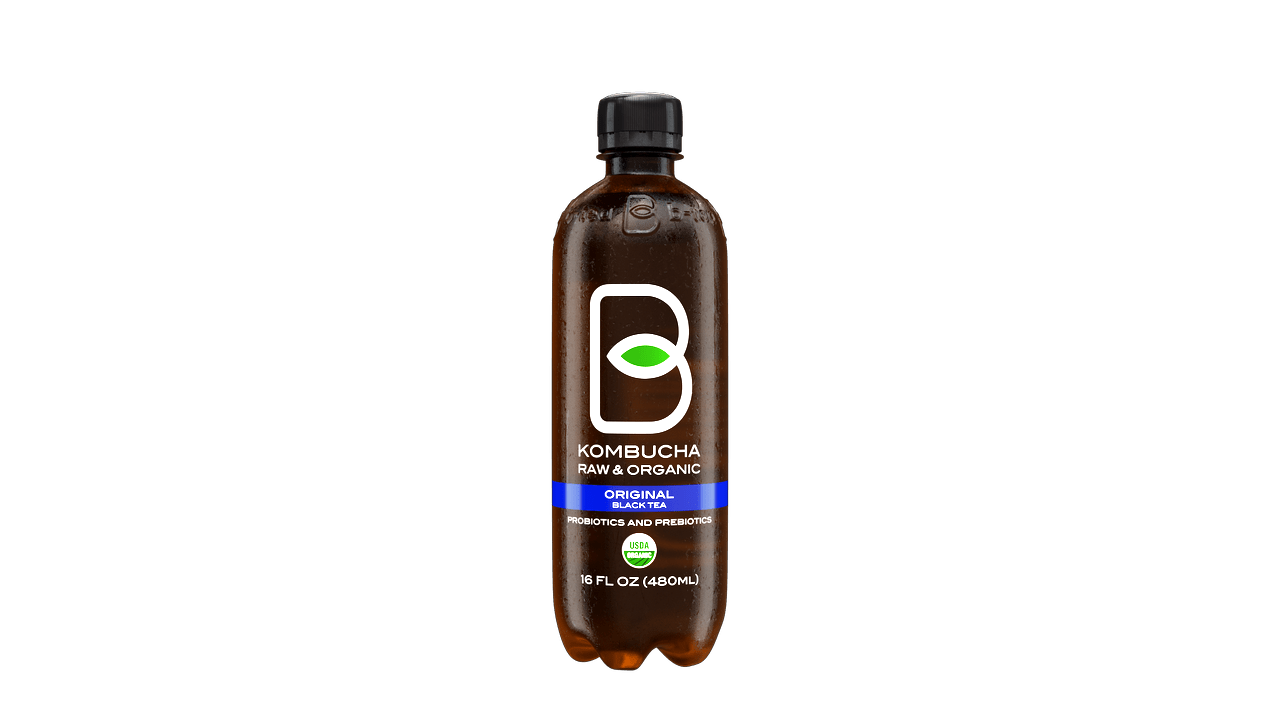 B
KOMBUCHA
RAW & ORGANIC
ORIGINAL
BLACK TEA
PROBIOTICS AND PREBIOTICS
USDA
ORGANIC
16 FL OZ (480ML)